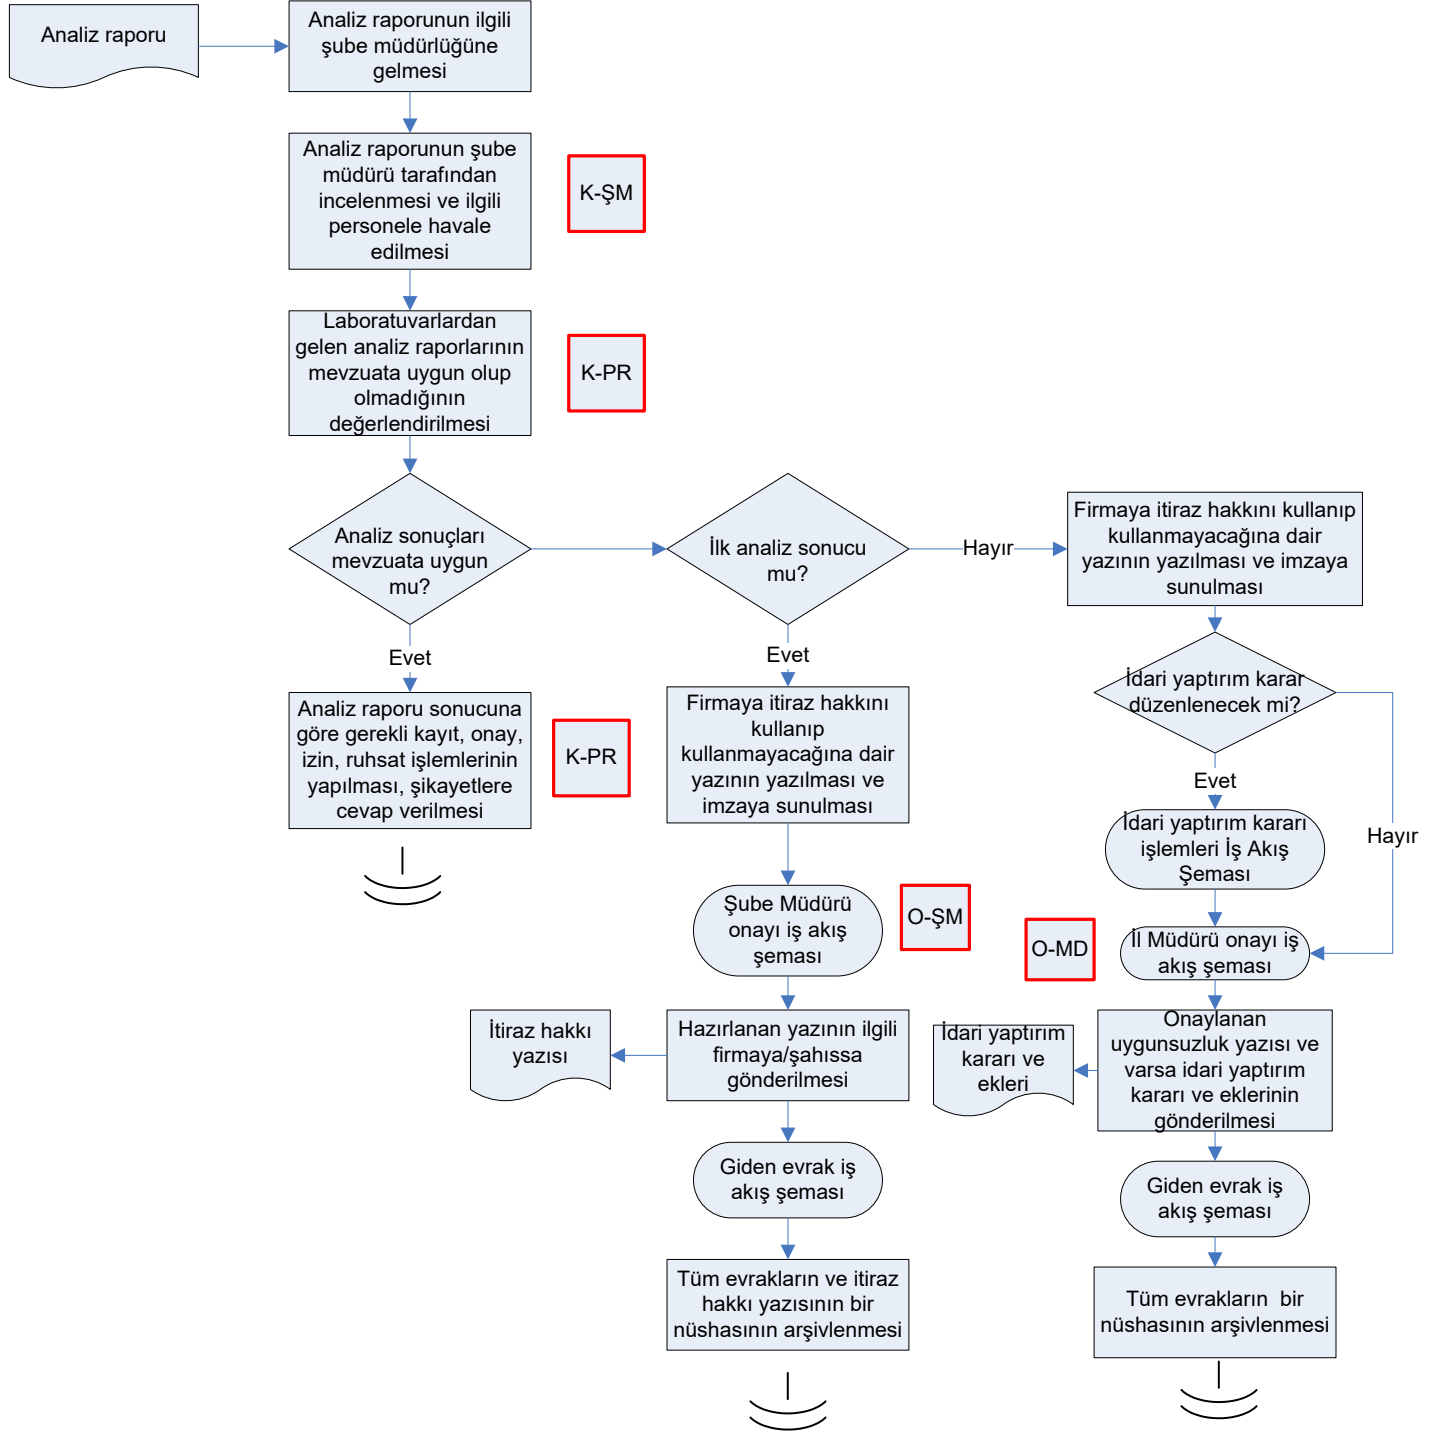 Analiz raporu
Analiz raporunun ilgili
şube müdürlüğüne
gelmesi
Analiz raporunun şube
müdürü tarafından
incelenmesi ve ilgili
personele havale
edilmesi
K-ŞM
Laboratuvarlardan
gelen analiz raporlarının
mevzuata uygun olup
olmadığının
değerlendirilmesi
K-PR
Analiz sonuçları
mevzuata uygun
mu?
İlk analiz sonucu
mu?
Hayır
Firmaya itiraz hakkını kullanıp
kullanmayacağına dair
yazının yazılması ve imzaya
sunulması
Evet
Evet
İdari yaptırım karar
düzenlenecek mi?
Analiz raporu sonucuna
göre gerekli kayıt, onay,
izin, ruhsat işlemlerinin
yapılması, şikayetlere
cevap verilmesi
K-PR
Firmaya itiraz hakkını
kullanıp
kullanmayacağına dair
yazının yazılması ve
imzaya sunulması
Evet
Hayır
İdari yaptırım kararı
işlemleri İş Akış
Şeması
Şube Müdürü
onayı iş akış
şeması
O-ŞM
O-MD
İl Müdürü onayı iş
akış şeması
İtiraz hakkı
yazısı
Hazırlanan yazının ilgili
firmaya/şahıssa
gönderilmesi
İdari yaptırım
kararı ve
ekleri
Onaylanan
uygunsuzluk yazısı ve
varsa idari yaptırım
kararı ve eklerinin
gönderilmesi
Giden evrak iş
akış şeması
Giden evrak iş
akış şeması
Tüm evrakların ve itiraz
hakkı yazısının bir
nüshasının arşivlenmesi
Tüm evrakların  bir
nüshasının arşivlenmesi